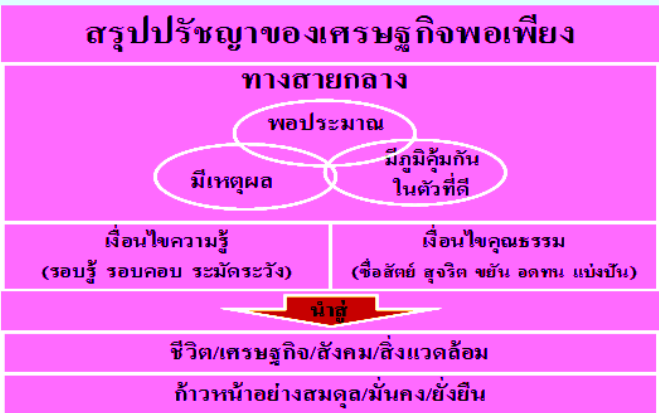 สรุปปรัชญาของเศรษฐกิจพอเพียง
ทางสายกลาง
พอประมาณ
มีเหตุผล
มีภูมิคุ้มกัน
ในตัวที่ดี
เงื่อนไขความรู้
(รอบรู้ รอบคอบ ระมัดระวัง)
เงื่อนไขคุณธรรม
(ซื่อสัตย์ สุจริต ขยัน อดทน แบ่งปัน)
นำสู่
ชีวิต/เศรษฐกิจ/สังคม/สิ่งแวดล้อม
ก้าวหน้าอย่างสมดุล/มั่นคง/ยั่งยืน